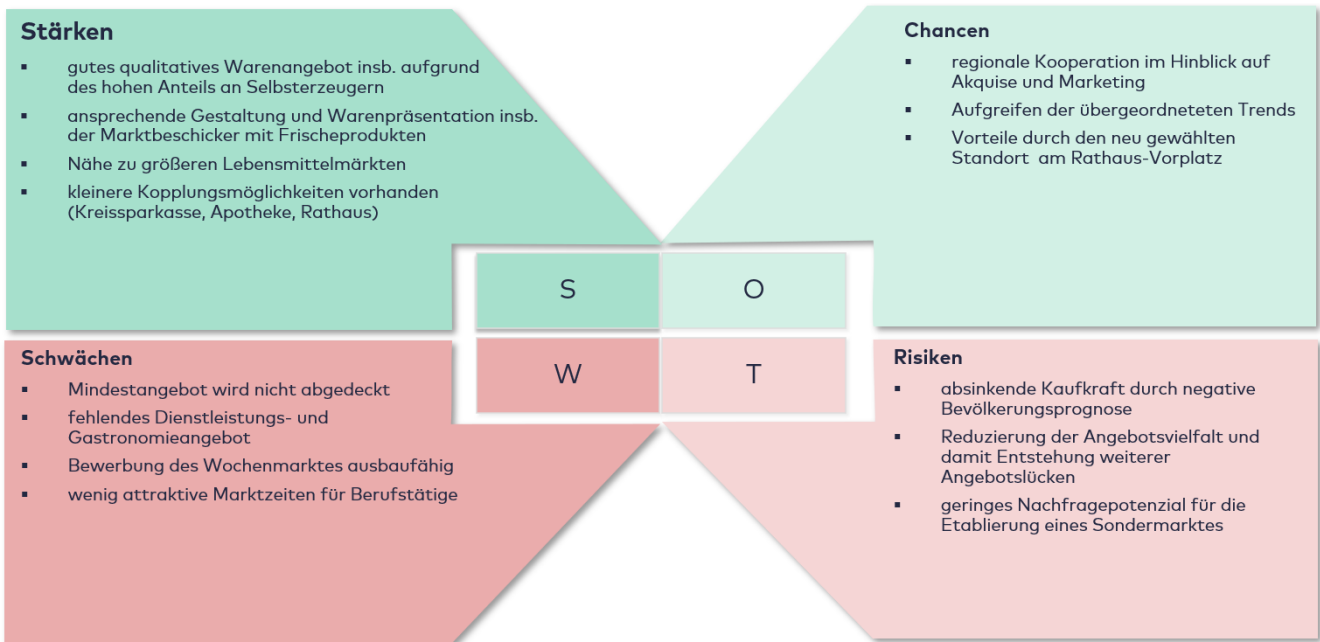 Stärken
▪ gutes qualitatives Warenangebot insb. aufgrund
des hohen Anteils an Selbsterzeugern
▪ ansprechende Gestaltung und Warenpräsentation insb.
der Marktbeschicker mit Frischeprodukten
▪ Nähe zu größeren Lebensmittelmärkten
▪ kleinere Kopplungsmöglichkeiten vorhanden
(Kreissparkasse, Apotheke, Rathaus)
Chancen
▪ regionale Kooperation im Hinblick auf
Akquise und Marketing
▪ Aufgreifen der übergeordneteten Trends
▪ Vorteile durch den neu gewählten
Standort am Rathaus-Vorplatz
S
O
W
T
Schwächen
▪ Mindestangebot wird nicht abgedeckt
▪ fehlendes Dienstleistungs- und
Gastronomieangebot
▪ Bewerbung des Wochenmarktes ausbaufähig
▪ wenig attraktive Marktzeiten für Berufstätige
Risiken
▪ absinkende Kaufkraft durch negative
Bevölkerungsprognose
▪ Reduzierung der Angebotsvielfalt und
damit Entstehung weiterer
Angebotslücken
▪ geringes Nachfragepotenzial für die
Etablierung eines Sondermarktes